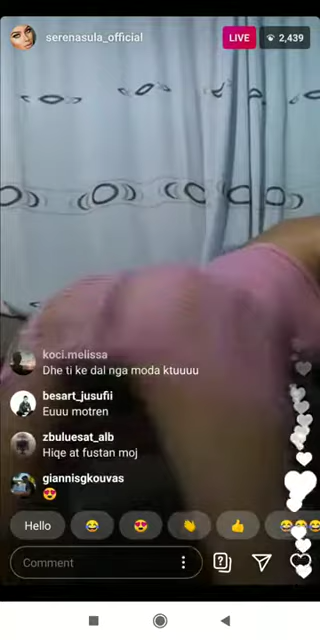 serenasula_official
LIVE
2,439
koci.melissa
Dhe ti ke dal nga moda ktuuuu
besart_jusufii
Euuu motren
zbuluesat_alb
Hiqe at fustan moj
giannisgkouvas
😍
Hello
😂
😍
👏
👍
😂😂😂
Comment